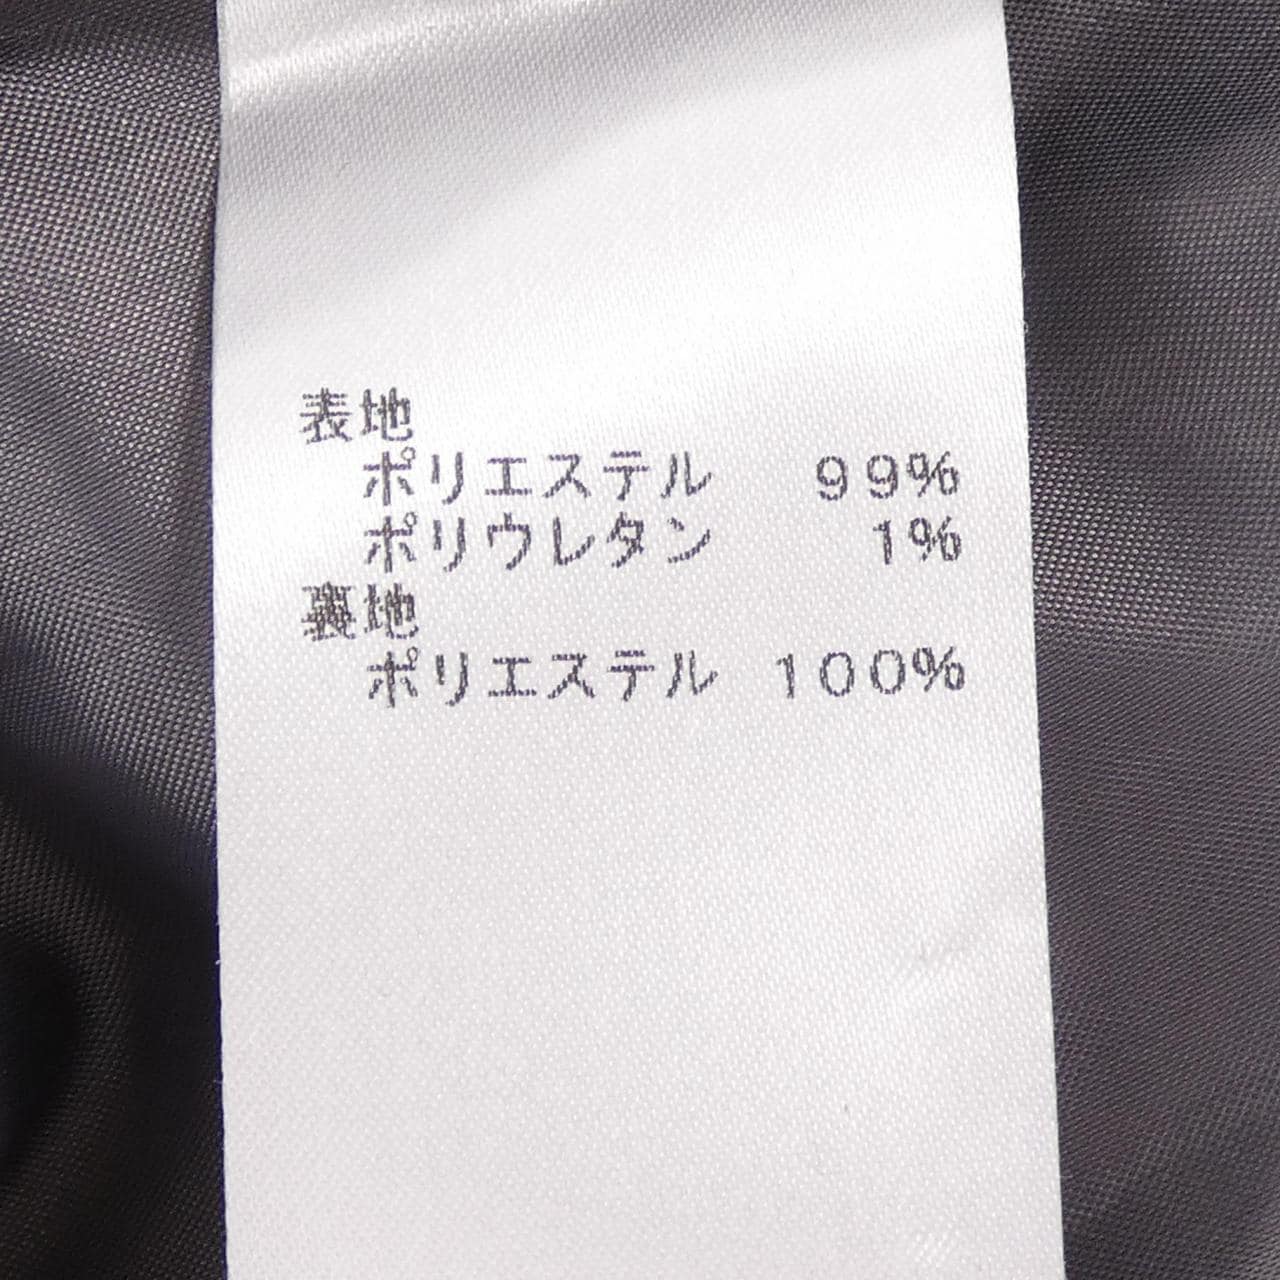 表地
ポリエステル 99%
ポリウレタン 1%
裏地
ポリエステル 100%